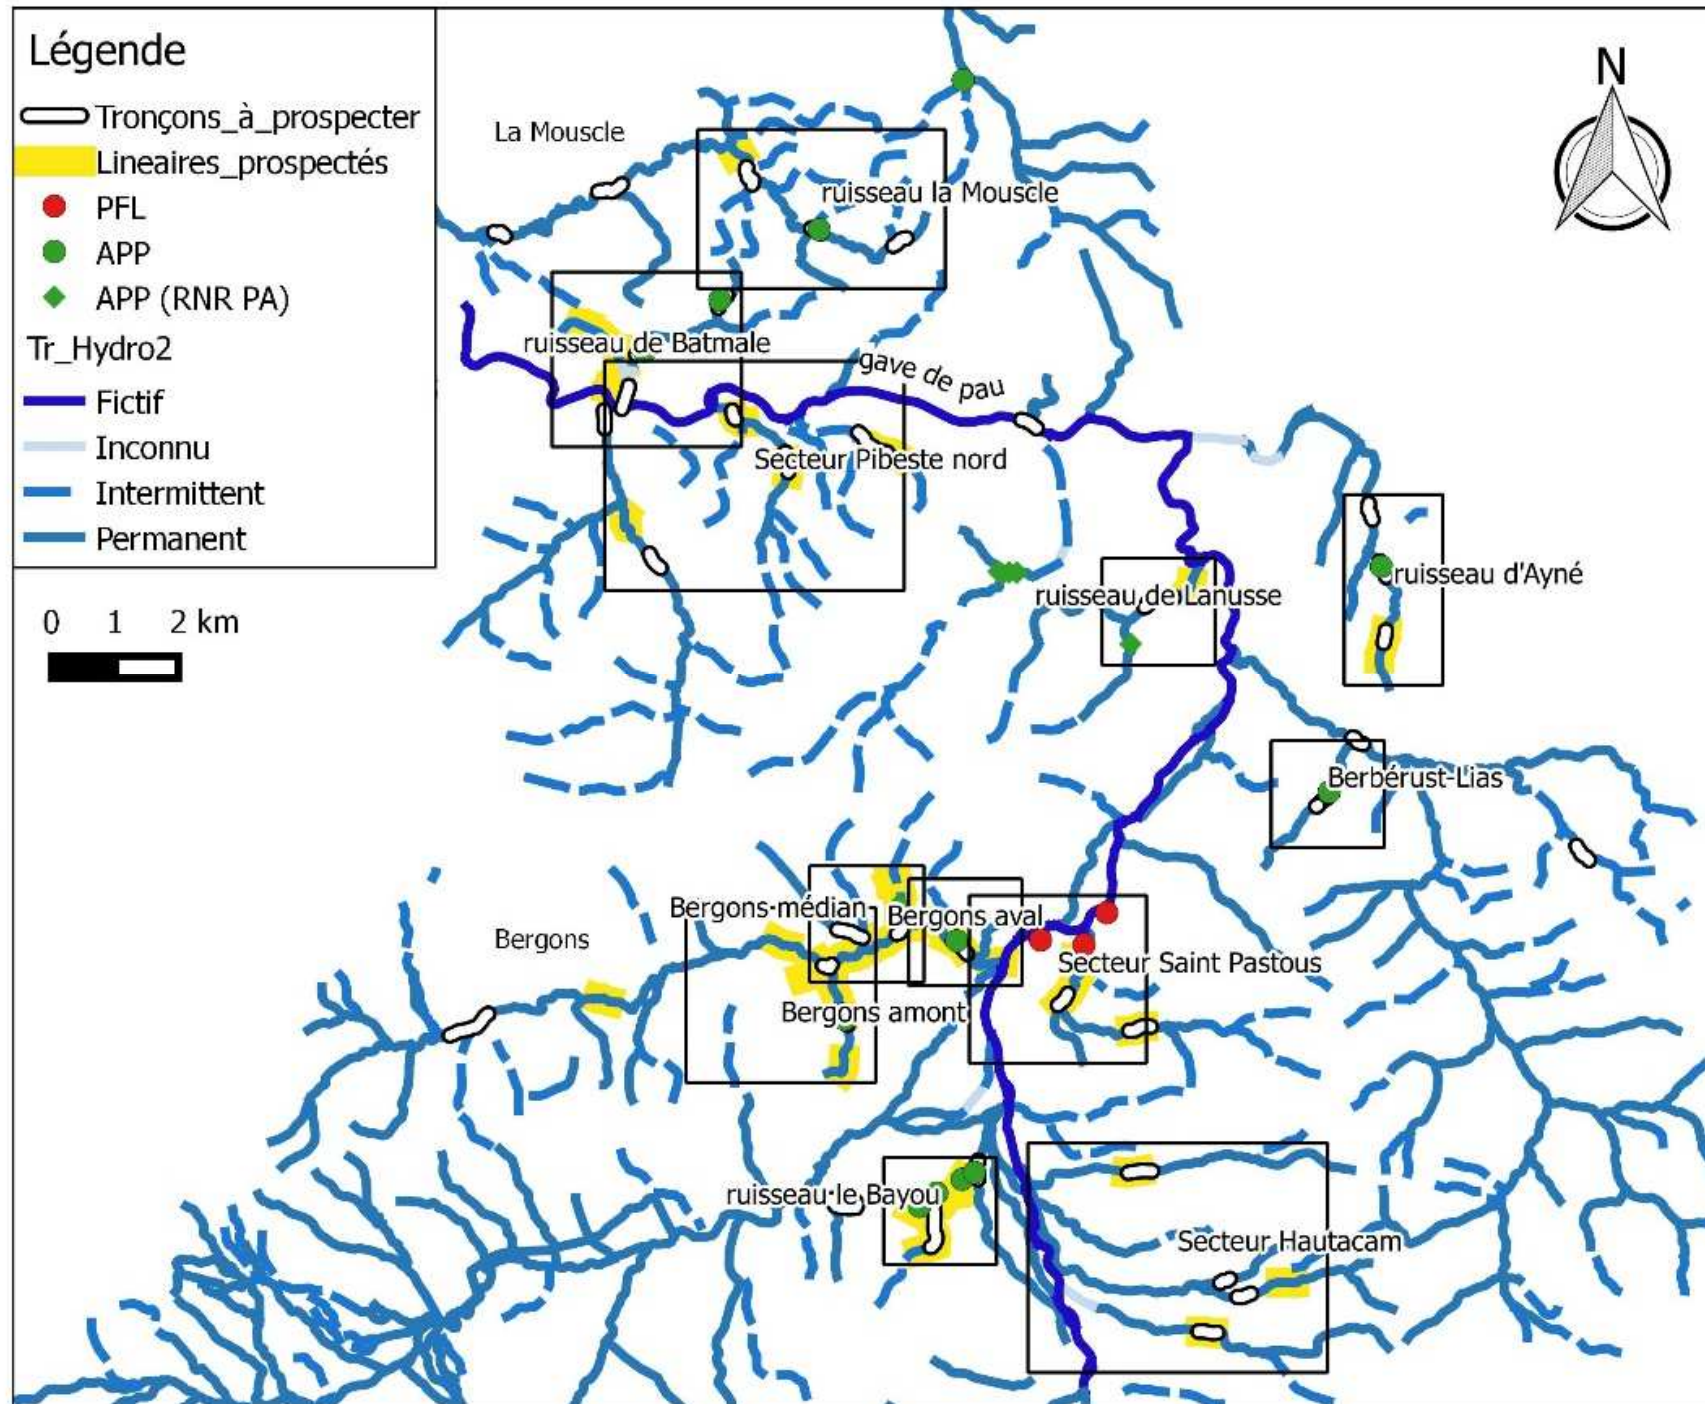 Légende
Tronçons_à_prospecter
Lineaires_prospectés
PFL
APP
APP (RNR PA)
Tr_Hydro2
Fictif
Inconnu
Intermittent
Permanent
0 1 2 km
N
La Mouscle
ruisseau la Mouscle
ruisseau de Batmale
gave de pau
Secteur Pibeste nord
ruisseau de Lanusse
ruisseau d'Ayné
Berbérust-Lias
Bergons-médian
Bergons aval
Bergons
Secteur Saint Pastous
Bergons amont
ruisseau le Bayou
Secteur Hautacam